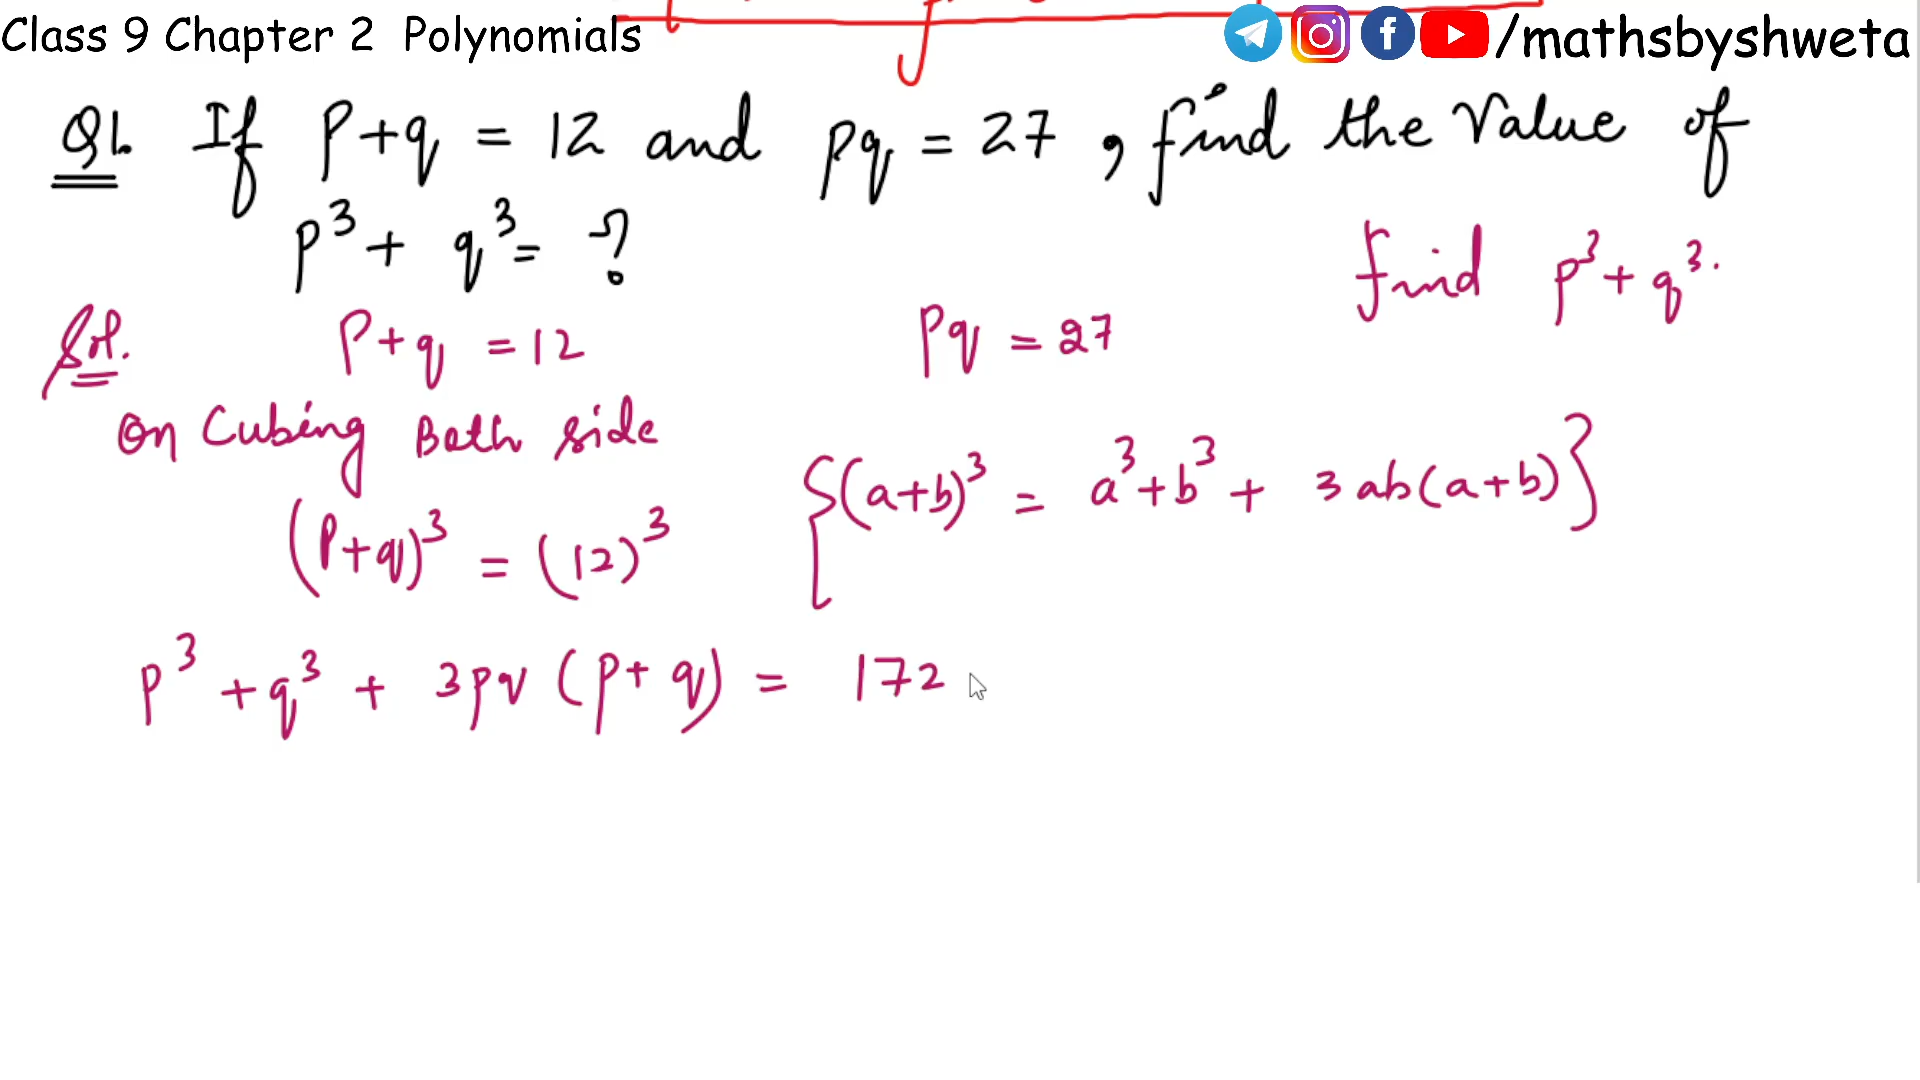 Class 9 Chapter 2 Polynomials
/mathsbyshweta
Q1. If p+q = 12 and pq = 27, find the value of
p³ + q³ = ?
find p³ + q³.
Sol. p+q = 12 pq = 27
On Cubing Both side
{(a+b)³ = a³+b³ + 3ab(a+b)}
(p+q)³ = (12)³
p³ + q³ + 3pq (p+q) = 172